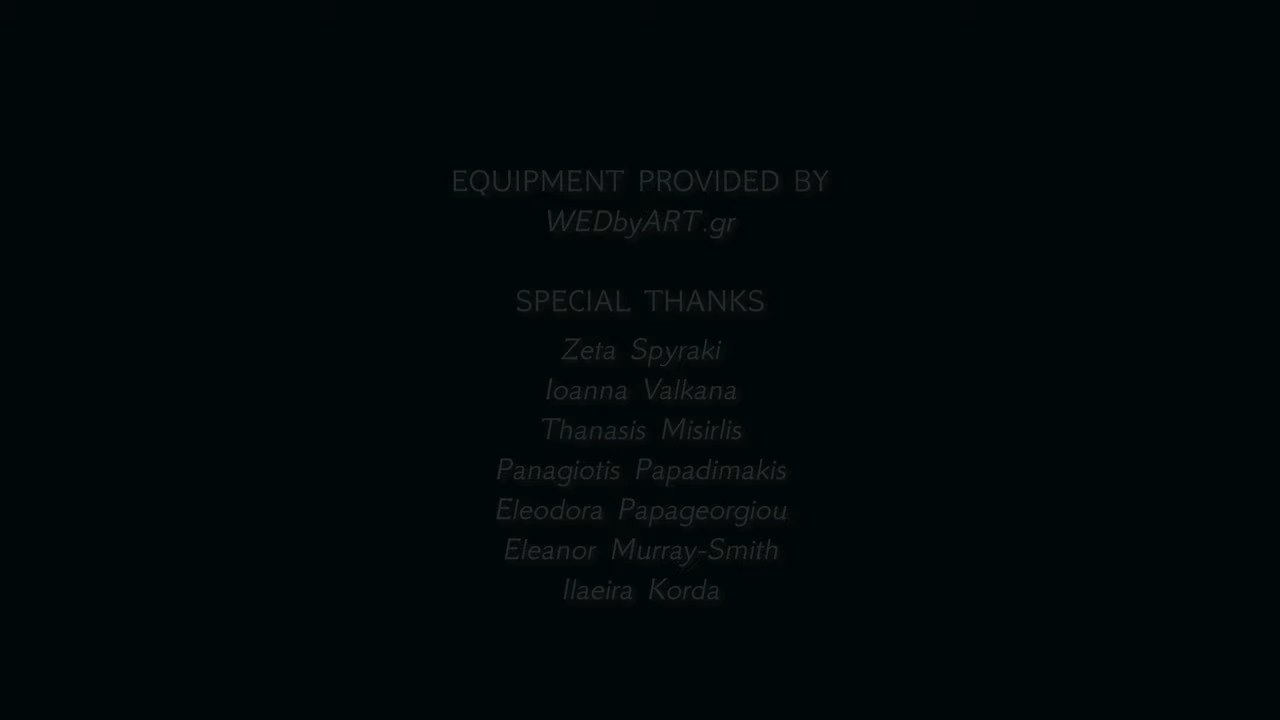 EQUIPMENT PROVIDED BY
WEDbyART.gr
SPECIAL THANKS
Zeta Spyraki
Ioanna Valkana
Thanasis Misirlis
Panagiotis Papadimakis
Eleodora Papageorgiou
Eleanor Murray-Smith
Ilaeira Korda